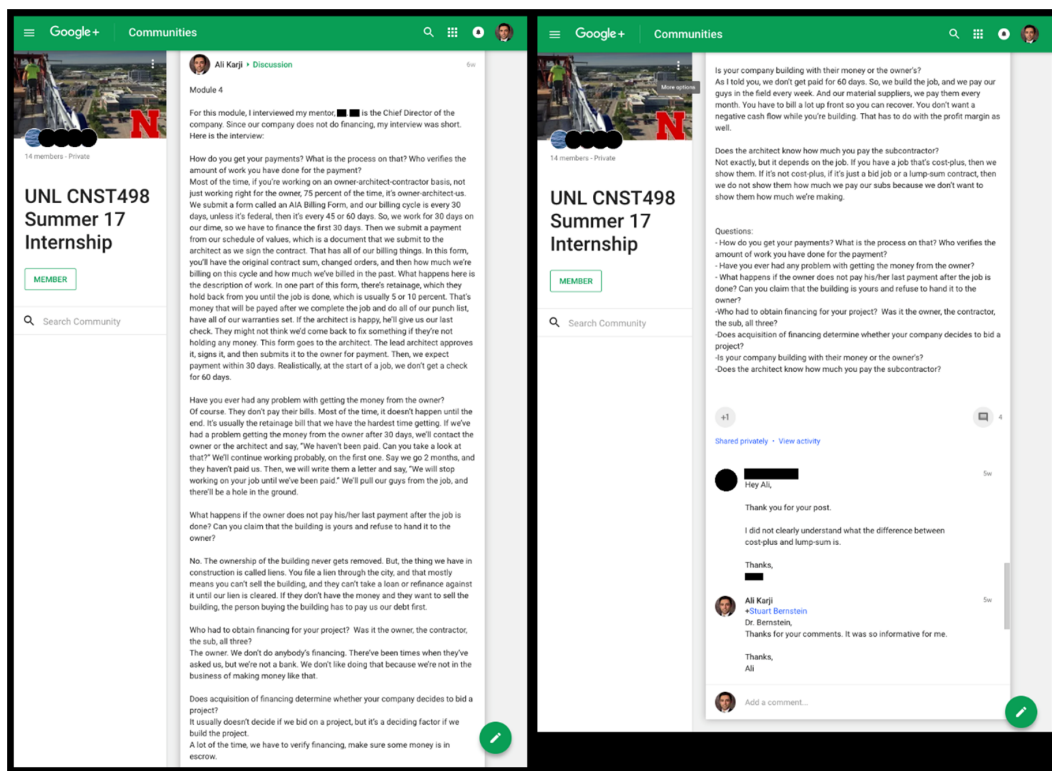 Google+ Communities
Ali Karji ▸ Discussion
6w
Module 4
For this module, I interviewed my mentor, . is the Chief Director of the
company. Since our company does not do financing, my interview was short.
Here is the interview:
How do you get your payments? What is the process on that? Who verifies the
amount of work you have done for the payment?
Most of the time, if you're working on an owner-architect-contractor basis, not
just working right for the owner, 75 percent of the time, it's owner-architect-us.
We submit a form called an AIA Billing Form, and our billing cycle is every 30
days, unless it's federal, then it's every 45 or 60 days. So, we work for 30 days on
our dime, so we have to finance the first 30 days. Then we submit a payment
from our schedule of values, which is a document that we submit to the
architect as we sign the contract. That has all of our billing things. In this form,
you'll have the original contract sum, changed orders, and then how much we're
billing on this cycle and how much we've billed in the past. What happens here is
the description of work. In one part of this form, there's retainage, which they
hold back from you until the job is done, which is usually 5 or 10 percent. That's
money that will be payed after we complete the job and do all of our punch list,
have all of our warranties set. If the architect is happy, he'll give us our last
check. They might not think we'd come back to fix something if they're not
holding any money. This form goes to the architect. The lead architect approves
it, signs it, and then submits it to the owner for payment. Then, we expect
payment within 30 days. Realistically, at the start of a job, we don't get a check
for 60 days.
Have you ever had any problem with getting the money from the owner?
Of course. They don't pay their bills. Most of the time, it doesn't happen until the
end. It's usually the retainage bill that we have the hardest time getting. If we've
had a problem getting the money from the owner after 30 days, we'll contact the
owner or the architect and say, "We haven't been paid. Can you take a look at
that?" We'll continue working probably, on the first one. Say we go 2 months, and
they haven't paid us. Then, we will write them a letter and say, "We will stop
working on your job until we've been paid." We'll pull our guys from the job, and
there'll be a hole in the ground.
What happens if the owner does not pay his/her last payment after the job is
done? Can you claim that the building is yours and refuse to hand it to the
owner?
No. The ownership of the building never gets removed. But, the thing we have in
construction is called liens. You file a lien through the city, and that mostly
means you can't sell the building, and they can't take a loan or refinance against
it until our lien is cleared. If they don't have the money and they want to sell the
building, the person buying the building has to pay us our debt first.
Who had to obtain financing for your project? Was it the owner, the contractor,
the sub, all three?
The owner. We don't do anybody's financing. There've been times when they've
asked us, but we're not a bank. We don't like doing that because we're not in the
business of making money like that.
Does acquisition of financing determine whether your company decides to bid a
project?
It usually doesn't decide if we bid on a project, but it's a deciding factor if we
build the project.
A lot of the time, we have to verify financing, make sure some money is in
escrow.
N
14 members - Private
UNL CNST498
Summer 17
Internship
MEMBER
Search Community
Google+ Communities
More options
N
14 members - Private
UNL CNST498
Summer 17
Internship
MEMBER
Search Community
Is your company building with their money or the owner's?
As I told you, we don't get paid for 60 days. So, we build the job, and we pay our
guys in the field every week. And our material suppliers, we pay them every
month. You have to bill a lot up front so you can recover. You don't want a
negative cash flow while you're building. That has to do with the profit margin as
well.
Does the architect know how much you pay the subcontractor?
Not exactly, but it depends on the job. If you have a job that's cost-plus, then we
show them. If it's not cost-plus, if it's just a bid job or a lump-sum contract, then
we do not show them how much we pay our subs because we don't want to
show them how much we're making.
Questions:
- How do you get your payments? What is the process on that? Who verifies the
amount of work you have done for the payment?
- Have you ever had any problem with getting the money from the owner?
- What happens if the owner does not pay his/her last payment after the job is
done? Can you claim that the building is yours and refuse to hand it to the
owner?
-Who had to obtain financing for your project? Was it the owner, the contractor,
the sub, all three?
-Does acquisition of financing determine whether your company decides to bid a
project?
-Is your company building with their money or the owner's?
-Does the architect know how much you pay the subcontractor?
+1
4
Shared privately • View activity
5w
Hey Ali,
Thank you for your post.
I did not clearly understand what the difference between
cost-plus and lump-sum is.
Thanks,
Ali Karji
5w
+Stuart Bernstein
Dr. Bernstein,
Thanks for your comments. It was so informative for me.
Thanks,
Ali
Add a comment...